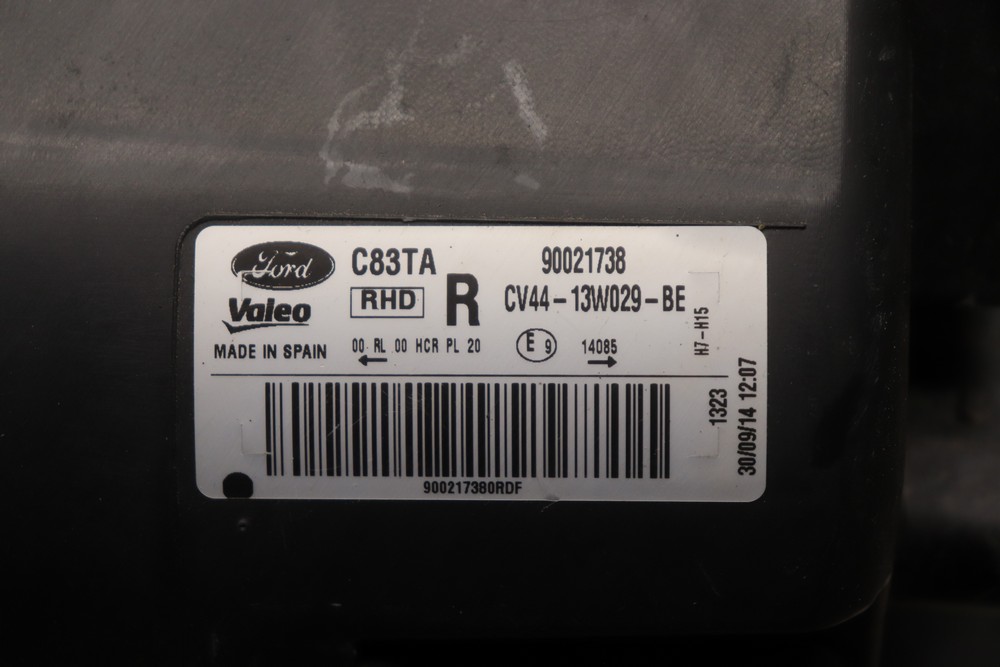 Ford C83TA 90021738
Valeo RHD R CV44-13W029-BE
MADE IN SPAIN 00 RL 00 HCR PL 20 E 9 14085
H7-H15
1323
30/09/14 12:07
900217380RDF